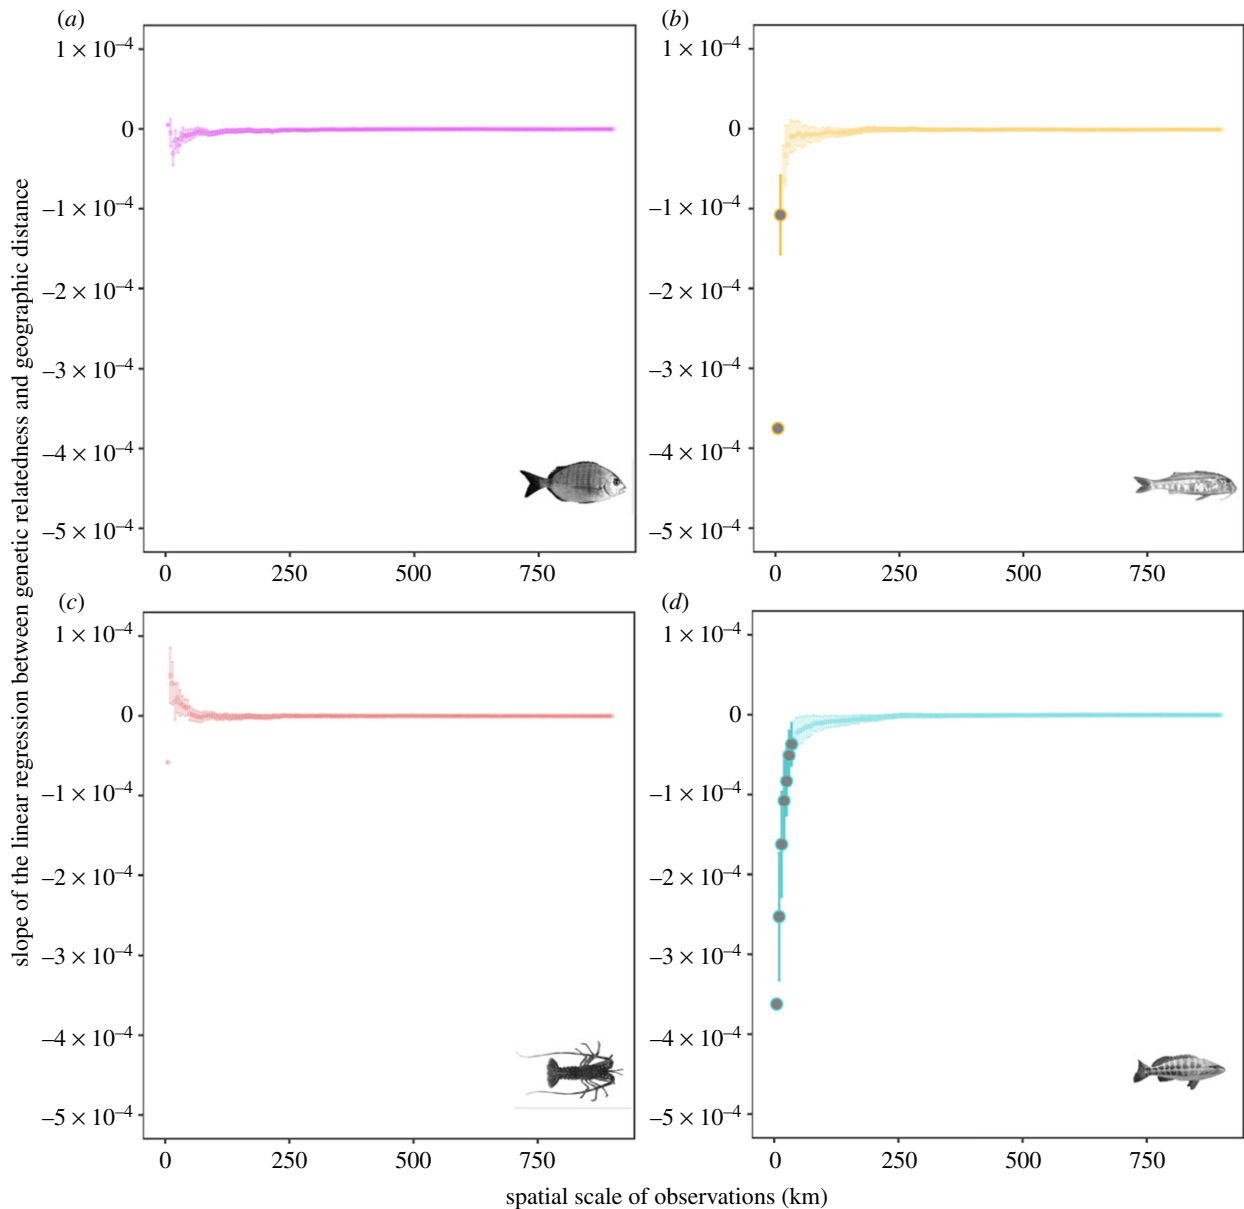 slope of the linear regression between genetic relatedness and geographic distance
(a)
1 × 10⁻⁴
0
–1 × 10⁻⁴
–2 × 10⁻⁴
–3 × 10⁻⁴
–4 × 10⁻⁴
–5 × 10⁻⁴
0 250 500 750
(b)
1 × 10⁻⁴
0
–1 × 10⁻⁴
–2 × 10⁻⁴
–3 × 10⁻⁴
–4 × 10⁻⁴
–5 × 10⁻⁴
0 250 500 750
(c)
1 × 10⁻⁴
0
–1 × 10⁻⁴
–2 × 10⁻⁴
–3 × 10⁻⁴
–4 × 10⁻⁴
–5 × 10⁻⁴
0 250 500 750
(d)
1 × 10⁻⁴
0
–1 × 10⁻⁴
–2 × 10⁻⁴
–3 × 10⁻⁴
–4 × 10⁻⁴
–5 × 10⁻⁴
0 250 500 750
spatial scale of observations (km)